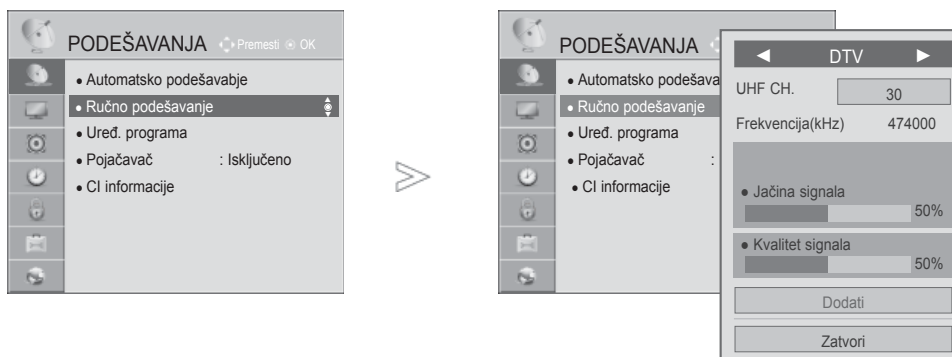 PODEŠAVANJA Premesti OK
• Automatsko podešavabje
• Ručno podešavanje
• Uređ. programa
• Pojačavač : Isključeno
• CI informacije
PODEŠAVANJA
• Automatsko podešava
• Ručno podešavanje
• Uređ. programa
• Pojačavač :
• CI informacije
◄ DTV ►
UHF CH. 30
Frekvencija(kHz) 474000
• Jačina signala
50%
• Kvalitet signala
50%
Dodati
Zatvori